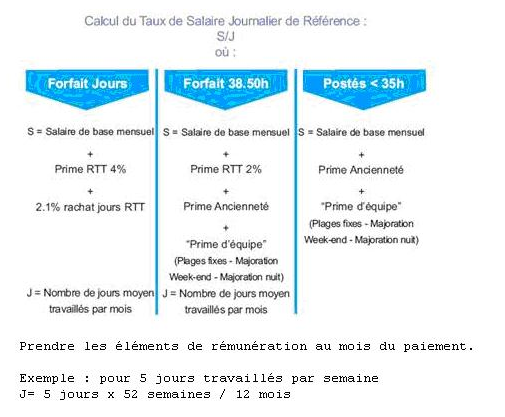 Calcul du Taux de Salaire Journalier de Référence :
S/J
où :
Forfait Jours
S = Salaire de base mensuel
+
Prime RTT 4%
+
2.1% rachat jours RTT
J = Nombre de jours moyen
travaillés par mois
Forfait 38.50h
S = Salaire de base mensuel
+
Prime RTT 2%
+
Prime Ancienneté
+
"Prime d'équipe"
(Plages fixes - Majoration
Week-end - Majoration nuit)
J = Nombre de jours moyen
travaillés par mois
Postés < 35h
S = Salaire de base mensuel
+
Prime Ancienneté
+
"Prime d'équipe"
(Plages fixes - Majoration
Week-end - Majoration nuit)
Prendre les éléments de rémunération au mois du paiement.
Exemple : pour 5 jours travaillés par semaine
J= 5 jours x 52 semaines / 12 mois